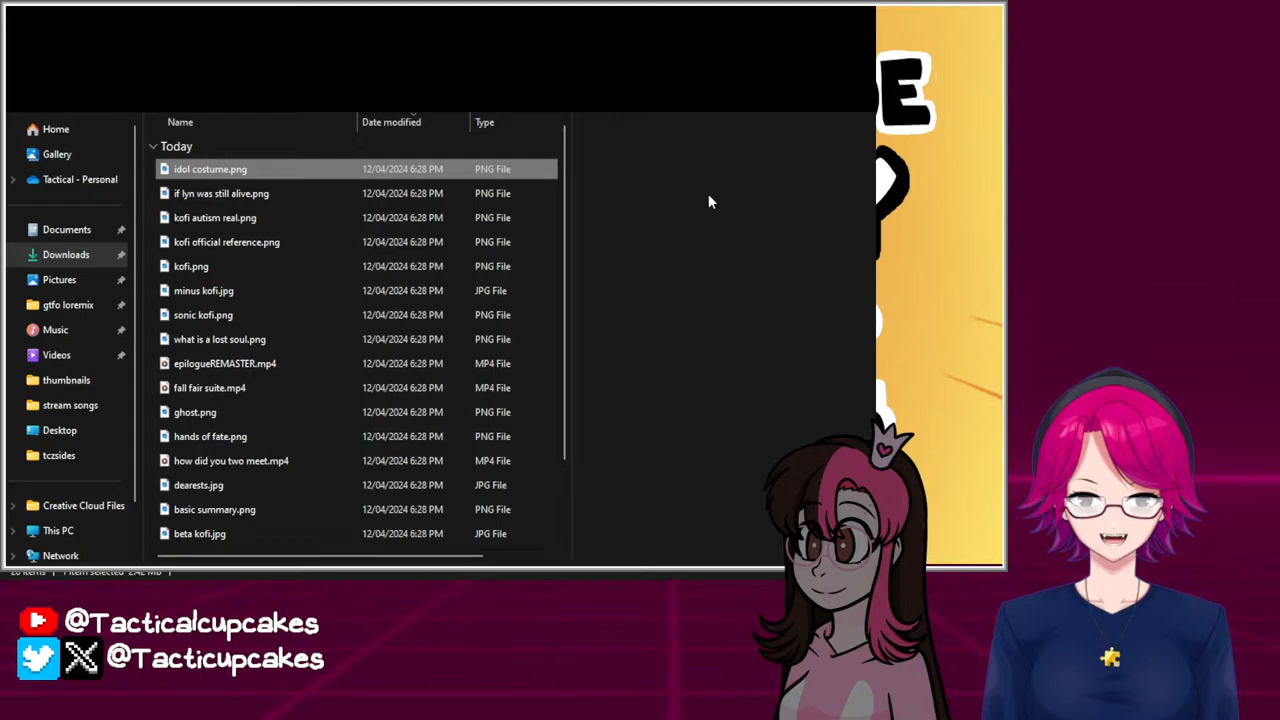 E
Name Date modified Type
Home
Today
Gallery
idol costume.png 12/04/2024 6:28 PM PNG File
Tactical - Personal
if lyn was still alive.png 12/04/2024 6:28 PM PNG File
kofi autism real.png 12/04/2024 6:28 PM PNG File
Documents
kofi official reference.png 12/04/2024 6:28 PM PNG File
Downloads
kofi.png 12/04/2024 6:28 PM PNG File
Pictures
minus kofi.jpg 12/04/2024 6:28 PM JPG File
gtfo loremix
sonic kofi.png 12/04/2024 6:28 PM PNG File
Music
what is a lost soul.png 12/04/2024 6:28 PM PNG File
Videos
epilogueREMASTER.mp4 12/04/2024 6:28 PM MP4 File
thumbnails
fall fair suite.mp4 12/04/2024 6:28 PM MP4 File
stream songs
ghost.png 12/04/2024 6:28 PM PNG File
Desktop
hands of fate.png 12/04/2024 6:28 PM PNG File
tczsides
how did you two meet.mp4 12/04/2024 6:28 PM MP4 File
dearests.jpg 12/04/2024 6:28 PM JPG File
Creative Cloud Files
basic summary.png 12/04/2024 6:28 PM PNG File
This PC
beta kofi.jpg 12/04/2024 6:28 PM JPG File
Network
@Tacticalcupcakes
@Tacticupcakes